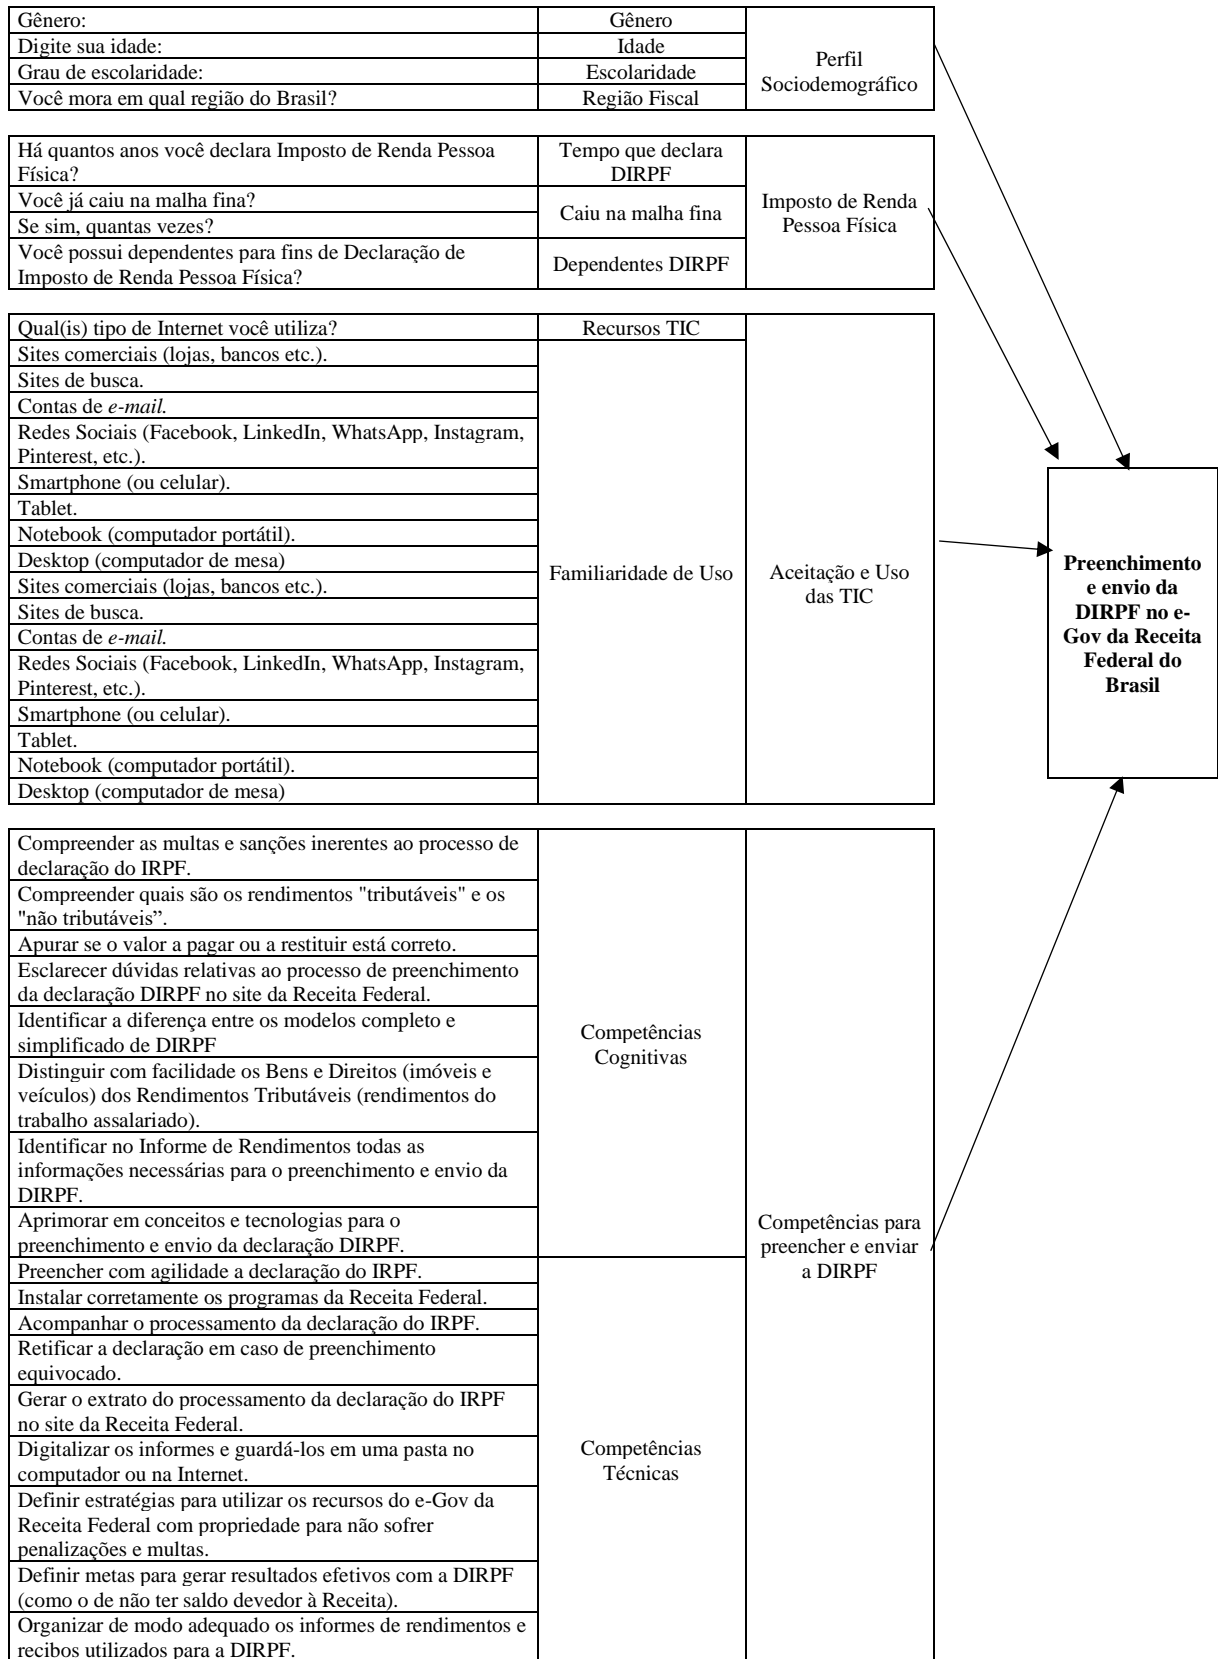 Gênero:
Gênero
Digite sua idade:
Idade
Grau de escolaridade:
Escolaridade
Você mora em qual região do Brasil?
Região Fiscal
Perfil
Sociodemográfico
Há quantos anos você declara Imposto de Renda Pessoa
Física?
Tempo que declara
DIRPF
Você já caiu na malha fina?
Se sim, quantas vezes?
Caiu na malha fina
Você possui dependentes para fins de Declaração de
Imposto de Renda Pessoa Física?
Dependentes DIRPF
Imposto de Renda
Pessoa Física
Qual(is) tipo de Internet você utiliza?
Recursos TIC
Sites comerciais (lojas, bancos etc.).
Sites de busca.
Contas de e-mail.
Redes Sociais (Facebook, LinkedIn, WhatsApp, Instagram,
Pinterest, etc.).
Smartphone (ou celular).
Tablet.
Notebook (computador portátil).
Desktop (computador de mesa)
Sites comerciais (lojas, bancos etc.).
Sites de busca.
Contas de e-mail.
Redes Sociais (Facebook, LinkedIn, WhatsApp, Instagram,
Pinterest, etc.).
Smartphone (ou celular).
Tablet.
Notebook (computador portátil).
Desktop (computador de mesa)
Familiaridade de Uso
Aceitação e Uso
das TIC
Preenchimento
e envio da
DIRPF no e-
Gov da Receita
Federal do
Brasil
Compreender as multas e sanções inerentes ao processo de
declaração do IRPF.
Compreender quais são os rendimentos "tributáveis" e os
"não tributáveis”.
Apurar se o valor a pagar ou a restituir está correto.
Esclarecer dúvidas relativas ao processo de preenchimento
da declaração DIRPF no site da Receita Federal.
Identificar a diferença entre os modelos completo e
simplificado de DIRPF
Distinguir com facilidade os Bens e Direitos (imóveis e
veículos) dos Rendimentos Tributáveis (rendimentos do
trabalho assalariado).
Identificar no Informe de Rendimentos todas as
informações necessárias para o preenchimento e envio da
DIRPF.
Aprimorar em conceitos e tecnologias para o
preenchimento e envio da declaração DIRPF.
Competências
Cognitivas
Preencher com agilidade a declaração do IRPF.
Instalar corretamente os programas da Receita Federal.
Acompanhar o processamento da declaração do IRPF.
Retificar a declaração em caso de preenchimento
equivocado.
Gerar o extrato do processamento da declaração do IRPF
no site da Receita Federal.
Digitalizar os informes e guardá-los em uma pasta no
computador ou na Internet.
Definir estratégias para utilizar os recursos do e-Gov da
Receita Federal com propriedade para não sofrer
penalizações e multas.
Definir metas para gerar resultados efetivos com a DIRPF
(como o de não ter saldo devedor à Receita).
Organizar de modo adequado os informes de rendimentos e
recibos utilizados para a DIRPF.
Competências
Técnicas
Competências para
preencher e enviar
a DIRPF